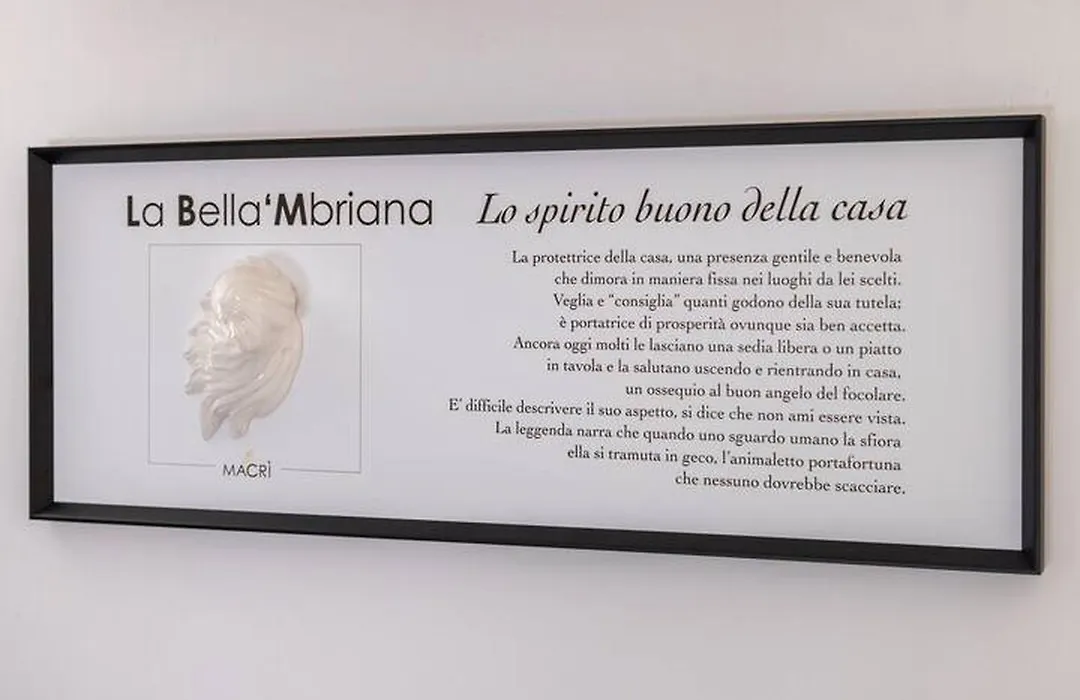 La Bella‘Mbriana
MACRÌ
Lo spirito buono della casa
La protettrice della casa, una presenza gentile e benevola
che dimora in maniera fissa nei luoghi da lei scelti.
Veglia e “consiglia” quanti godono della sua tutela;
è portatrice di prosperità ovunque sia ben accetta.
Ancora oggi molti le lasciano una sedia libera o un piatto
in tavola e la salutano uscendo e rientrando in casa,
un ossequio al buon angelo del focolare.
E’ difficile descrivere il suo aspetto, si dice che non ami essere vista.
La leggenda narra che quando uno sguardo umano la sfiora
ella si tramuta in geco, l’animaletto portafortuna
che nessuno dovrebbe scacciare.